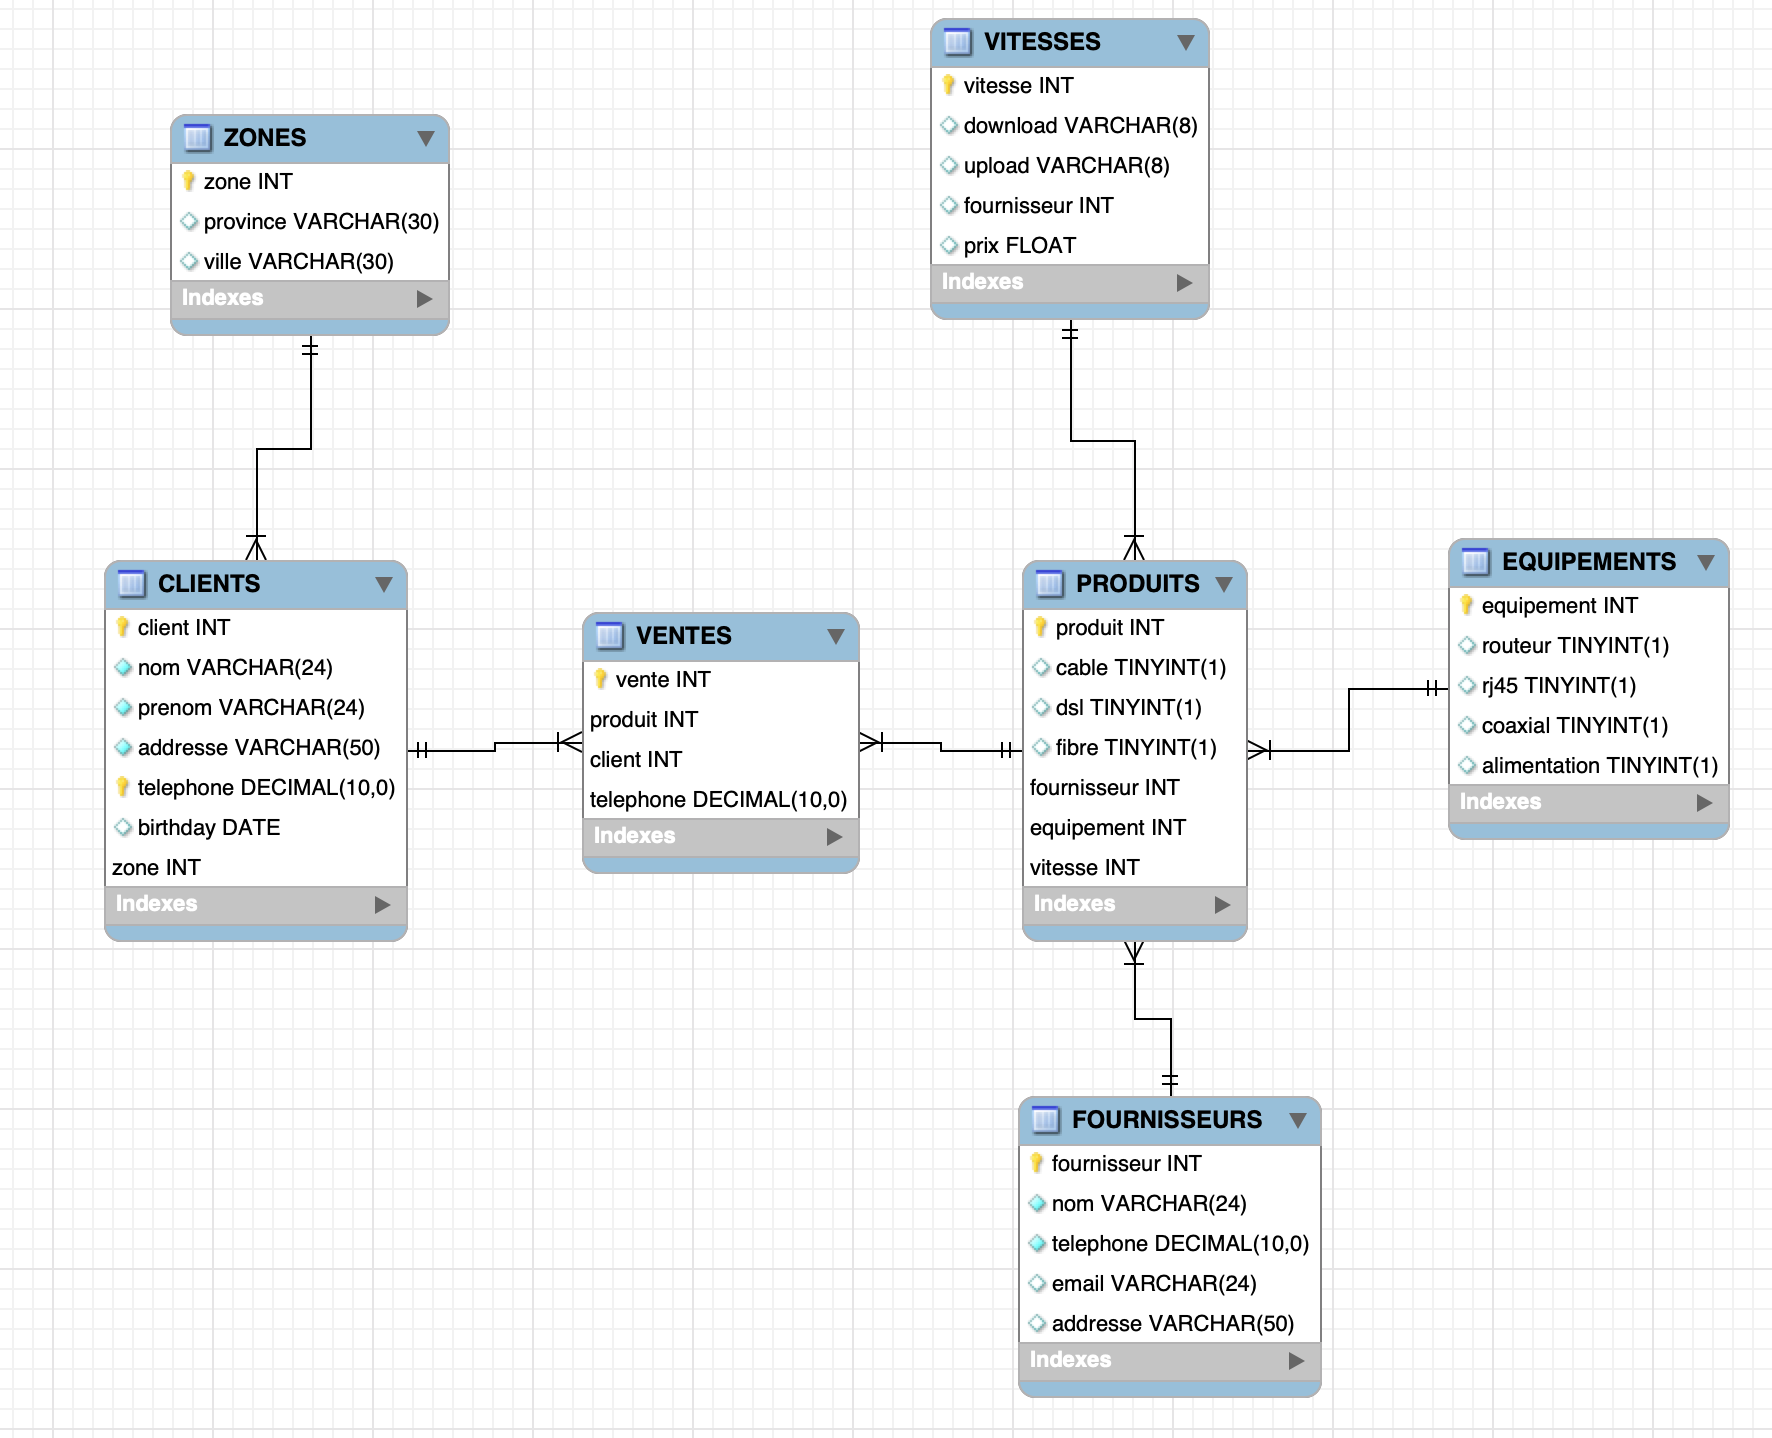 VITESSES
vitesse INT
download VARCHAR(8)
upload VARCHAR(8)
fournisseur INT
prix FLOAT
Indexes
ZONES
zone INT
province VARCHAR(30)
ville VARCHAR(30)
Indexes
CLIENTS
client INT
nom VARCHAR(24)
prenom VARCHAR(24)
addresse VARCHAR(50)
telephone DECIMAL(10,0)
birthday DATE
zone INT
Indexes
VENTES
vente INT
produit INT
client INT
telephone DECIMAL(10,0)
Indexes
PRODUITS
produit INT
cable TINYINT(1)
dsl TINYINT(1)
fibre TINYINT(1)
fournisseur INT
equipement INT
vitesse INT
Indexes
EQUIPEMENTS
equipement INT
routeur TINYINT(1)
rj45 TINYINT(1)
coaxial TINYINT(1)
alimentation TINYINT(1)
Indexes
FOURNISSEURS
fournisseur INT
nom VARCHAR(24)
telephone DECIMAL(10,0)
email VARCHAR(24)
addresse VARCHAR(50)
Indexes